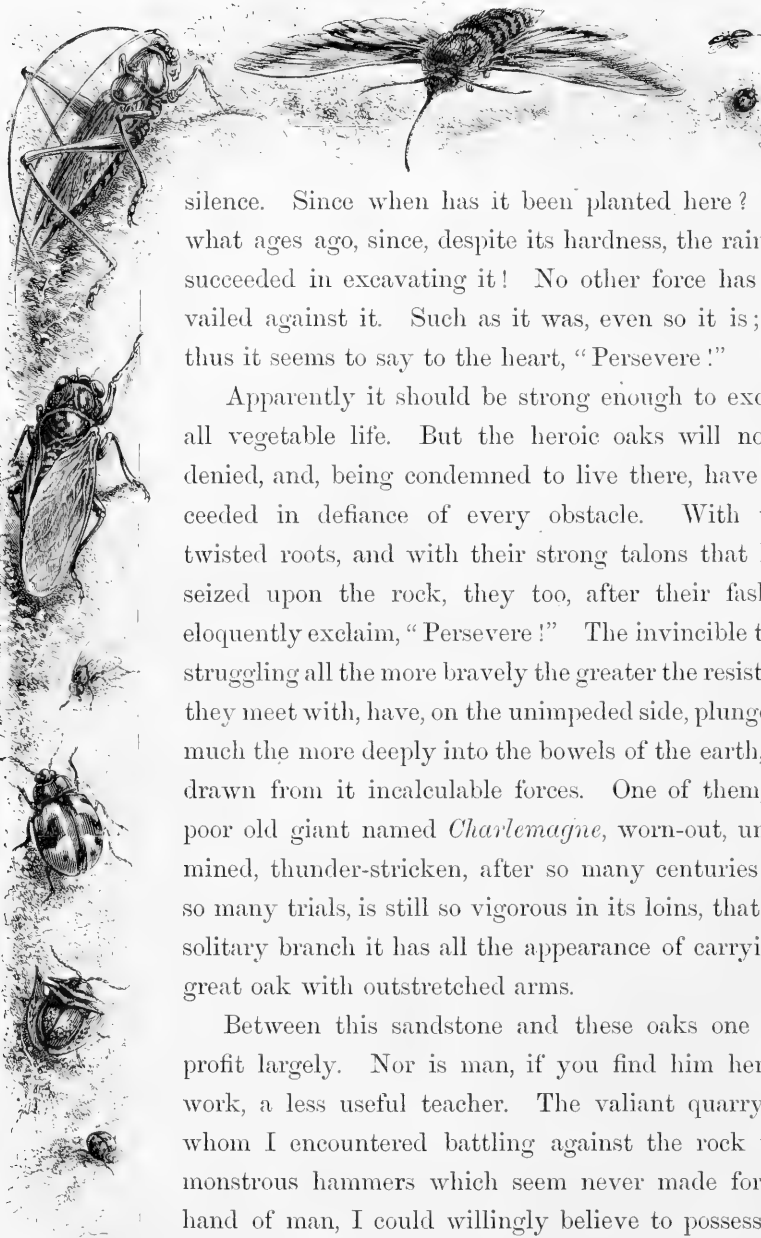 silence. Since when has it been planted here?
what ages ago, since, despite its hardness, the rain
succeeded in excavating it! No other force has
vailed against it. Such as it was, even so it is;
thus it seems to say to the heart, “Persevere!”
Apparently it should be strong enough to exc
all vegetable life. But the heroic oaks will no
denied, and, being condemned to live there, have
ceeded in defiance of every obstacle. With
twisted roots, and with their strong talons that
seized upon the rock, they too, after their fas
eloquently exclaim, “Persevere!” The invincible t
struggling all the more bravely the greater the resist
they meet with, have, on the unimpeded side, plung
much the more deeply into the bowels of the earth,
drawn from it incalculable forces. One of them,
poor old giant named Charlemagne, worn-out, un
mined, thunder-stricken, after so many centuries
so many trials, is still so vigorous in its loins, that
solitary branch it has all the appearance of carryi
great oak with outstretched arms.
Between this sandstone and these oaks one
profit largely. Nor is man, if you find him her
work, a less useful teacher. The valiant quarry
whom I encountered battling against the rock
monstrous hammers which seem never made for
hand of man, I could willingly believe to possess